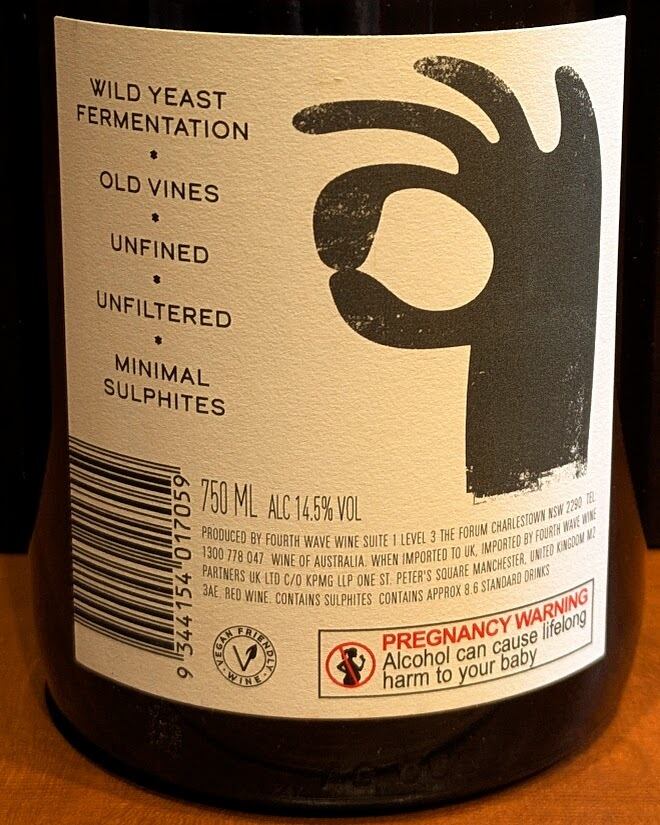 WILD YEAST
FERMENTATION
*
OLD VINES
*
UNFINED
*
UNFILTERED
*
MINIMAL
SULPHITES
9 344154 017059
750 ML ALC 14.5% VOL
PRODUCED BY FOURTH WAVE WINE SUITE 1 LEVEL 3 THE FORUM CHARLESTOWN NSW 2290 TEL
1300 778 047. WINE OF AUSTRALIA. WHEN IMPORTED TO UK, IMPORTED BY FOURTH WAVE WINE
PARTNERS UK LTD C/O KPMG LLP ONE ST. PETER'S SQUARE MANCHESTER, UNITED KINGDOM M2
3AE. RED WINE. CONTAINS SULPHITES CONTAINS APPROX 8.6 STANDARD DRINKS
VEGAN FRIENDLY
V
WINE
PREGNANCY WARNING
Alcohol can cause lifelong
harm to your baby